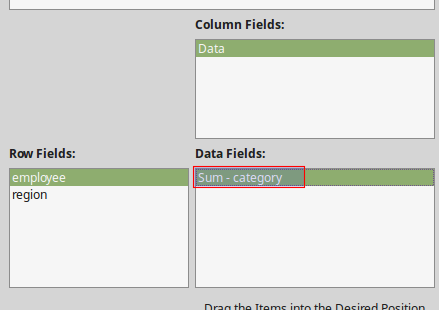 Column Fields:
Data
Row Fields:
Data Fields:
employee
Sum - category
region
Drag the Items into the Desired Position